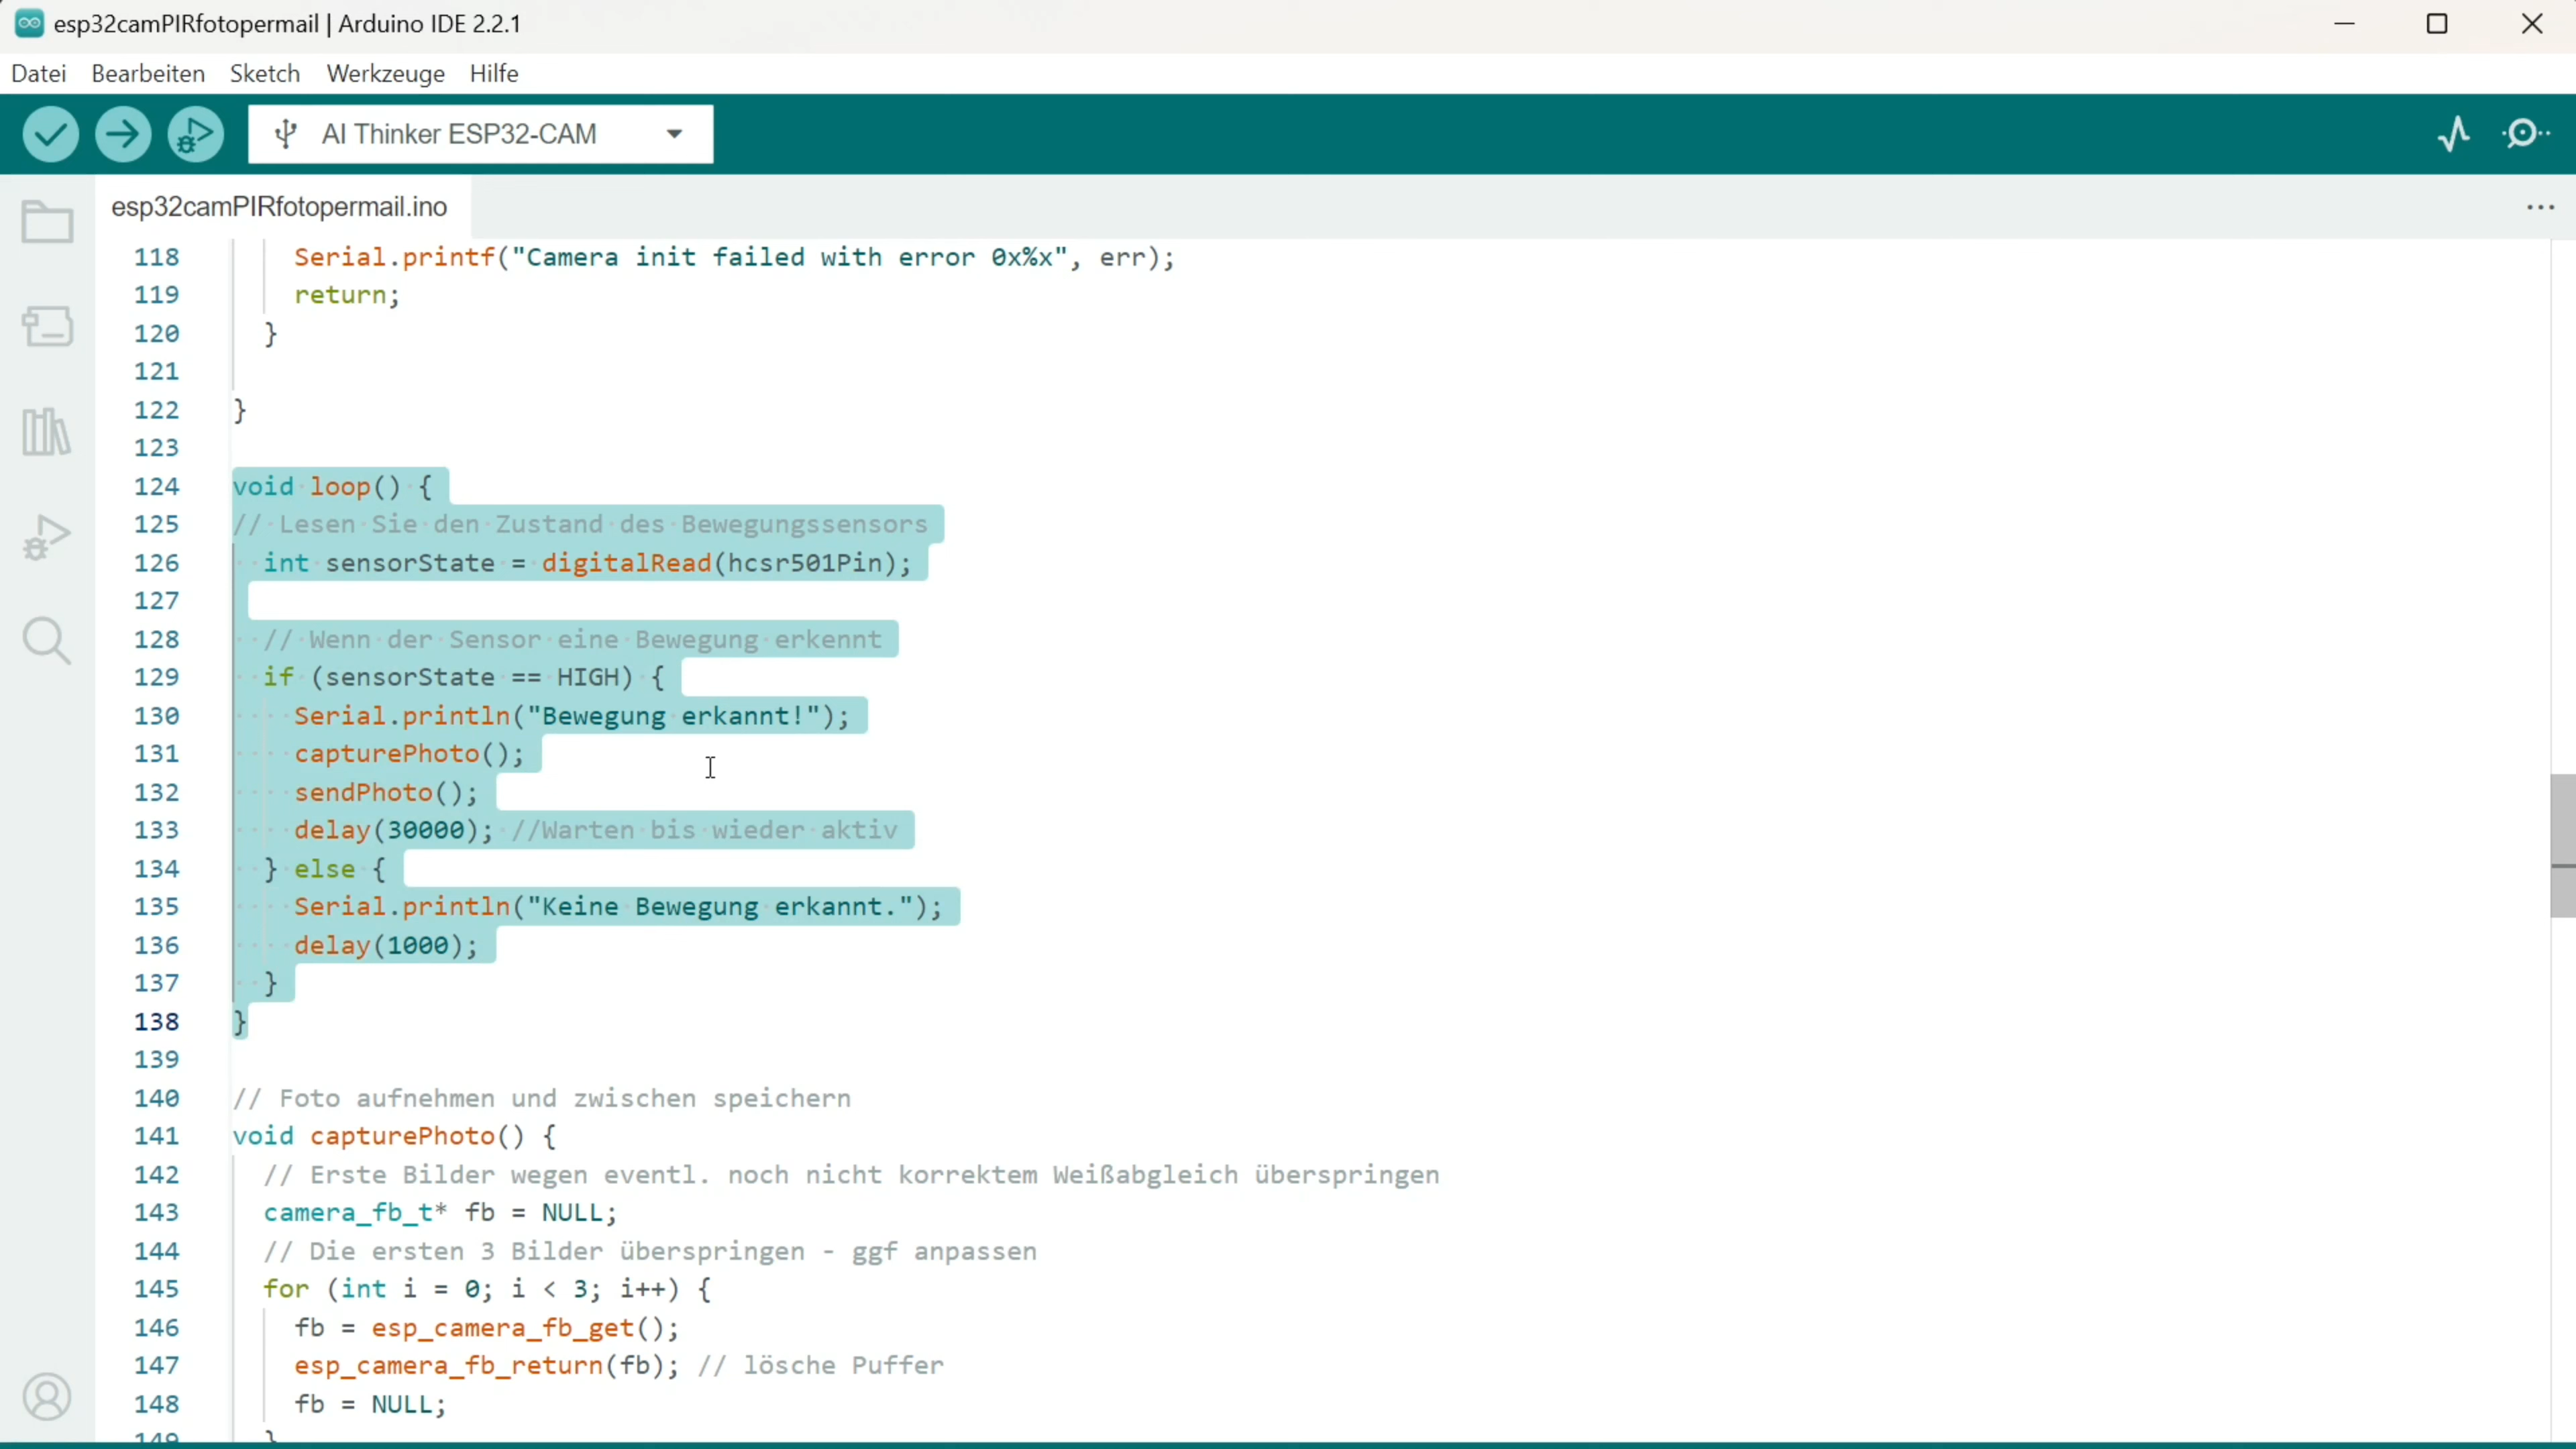 esp32camPIRfotopermail | Arduino IDE 2.2.1
Datei Bearbeiten Sketch Werkzeuge Hilfe
AI Thinker ESP32-CAM
esp32camPIRfotopermail.ino
118 Serial.printf("Camera init failed with error 0x%x", err);
119 return;
120 }
121
122 }
123
124 void loop() {
125 // Lesen Sie den Zustand des Bewegungssensors
126 int sensorState = digitalRead(hcsr501Pin);
127
128 // Wenn der Sensor eine Bewegung erkennt
129 if (sensorState == HIGH) {
130 Serial.println("Bewegung erkannt!");
131 capturePhoto();
132 sendPhoto();
133 delay(30000); //Warten bis wieder aktiv
134 } else {
135 Serial.println("Keine Bewegung erkannt.");
136 delay(1000);
137 }
138 }
139
140 // Foto aufnehmen und zwischen speichern
141 void capturePhoto() {
142 // Erste Bilder wegen eventl. noch nicht korrektem Weißabgleich überspringen
143 camera_fb_t* fb = NULL;
144 // Die ersten 3 Bilder überspringen - ggf anpassen
145 for (int i = 0; i < 3; i++) {
146 fb = esp_camera_fb_get();
147 esp_camera_fb_return(fb); // lösche Puffer
148 fb = NULL;
149 }